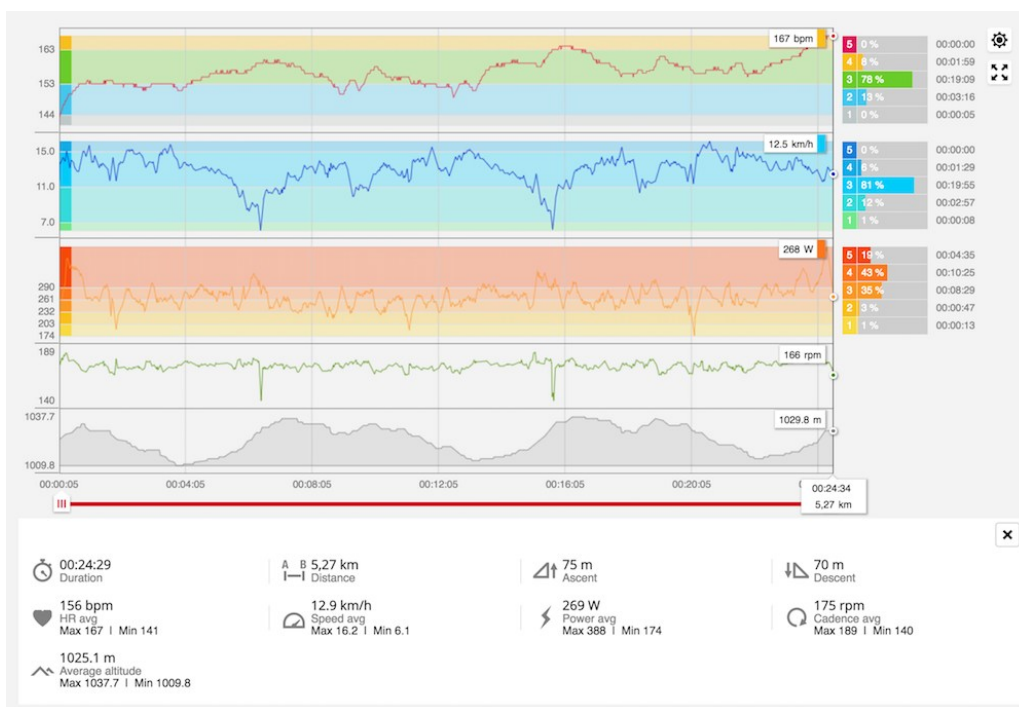 163
153
144
167 bpm
5 0 % 00:00:00
4 8 % 00:01:59
3 78 % 00:19:09
2 13 % 00:03:16
1 0 % 00:00:05
15.0
11.0
7.0
12.5 km/h
5 0 % 00:00:00
4 6 % 00:01:29
3 81 % 00:19:55
2 12 % 00:02:57
1 1 % 00:00:08
290
261
232
203
174
268 W
5 19 % 00:04:35
4 43 % 00:10:25
3 35 % 00:08:29
2 3 % 00:00:47
1 1 % 00:00:13
189
140
166 rpm
1037.7
1009.8
1029.8 m
00:00:05 00:04:05 00:08:05 00:12:05 00:16:05 00:20:05
00:24:34
5,27 km
00:24:29
Duration
A B 5,27 km
Distance
75 m
Ascent
70 m
Descent
156 bpm
HR avg
Max 167 | Min 141
12.9 km/h
Speed avg
Max 16.2 | Min 6.1
269 W
Power avg
Max 388 | Min 174
175 rpm
Cadence avg
Max 189 | Min 140
1025.1 m
Average altitude
Max 1037.7 | Min 1009.8